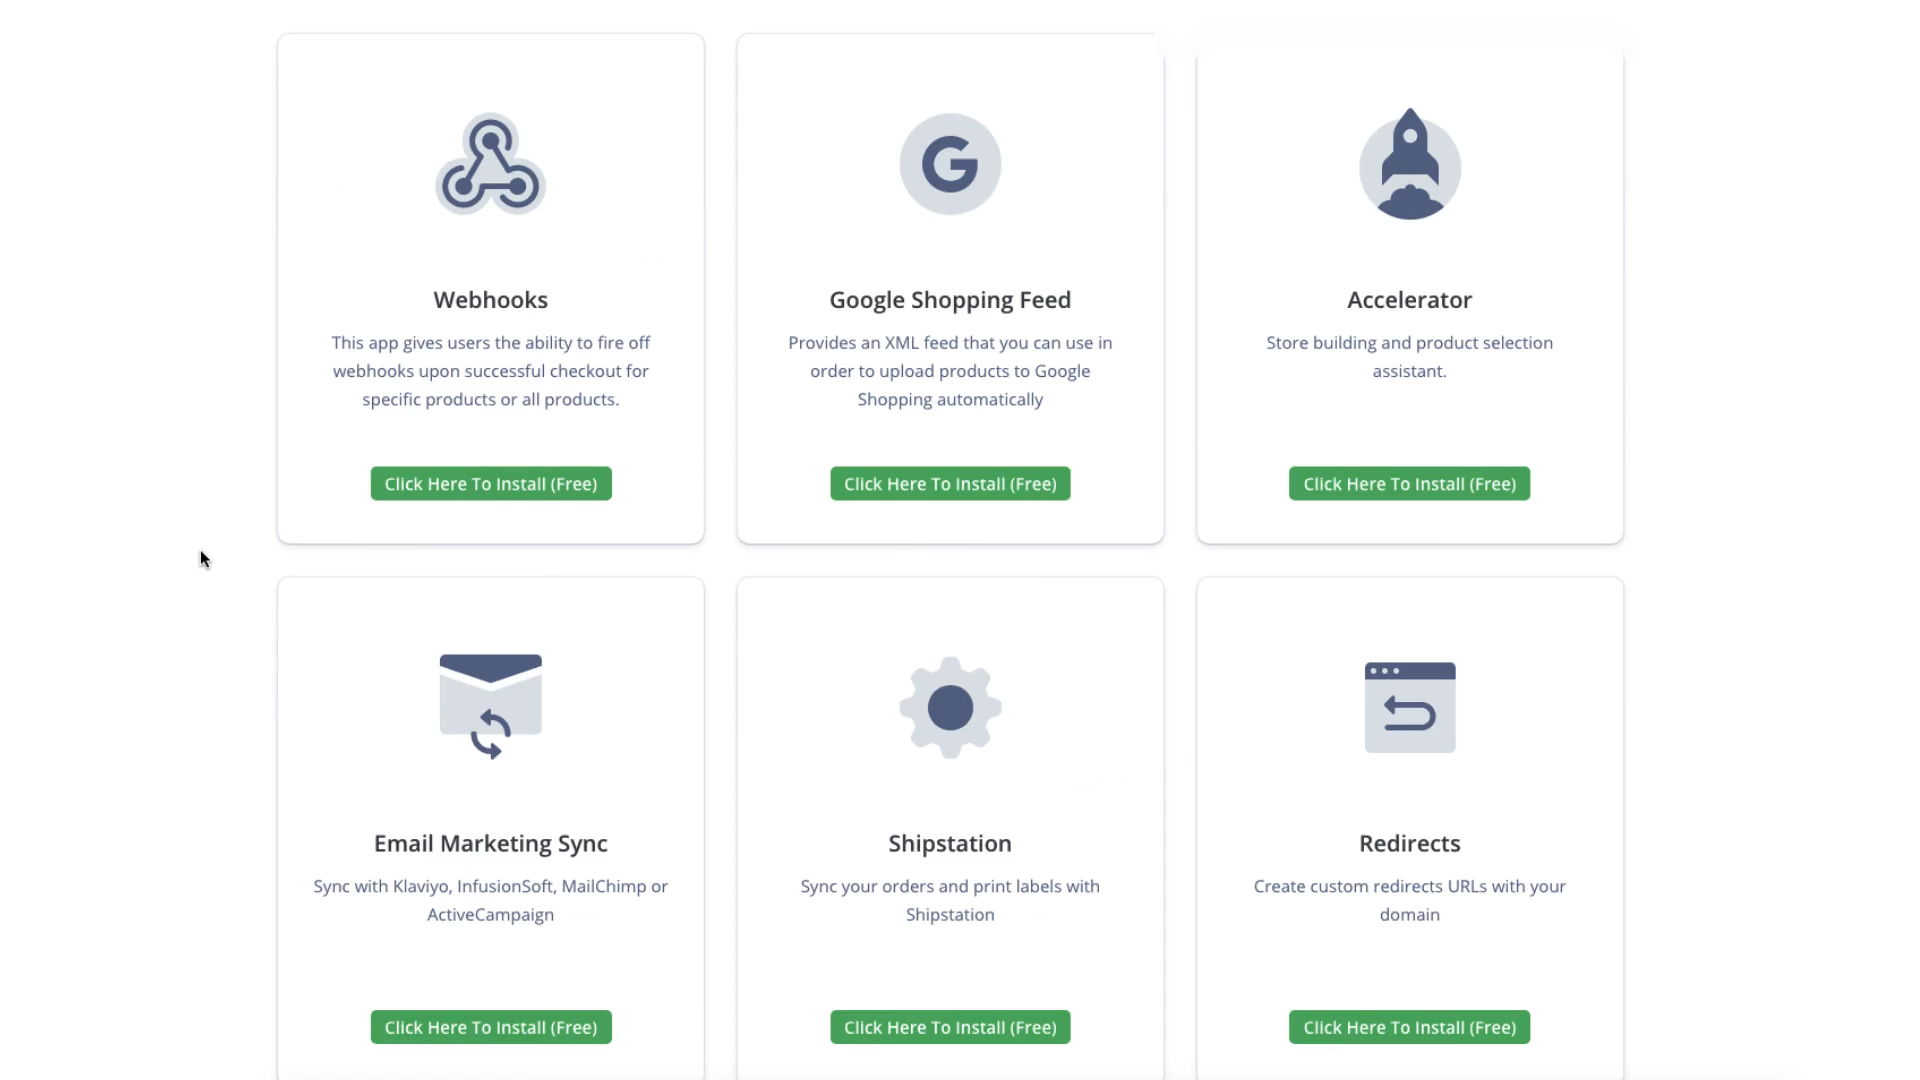 Webhooks
This app gives users the ability to fire off
webhooks upon successful checkout for
specific products or all products.
Click Here To Install (Free)
Google Shopping Feed
Provides an XML feed that you can use in
order to upload products to Google
Shopping automatically
Click Here To Install (Free)
Accelerator
Store building and product selection
assistant.
Click Here To Install (Free)
Email Marketing Sync
Sync with Klaviyo, InfusionSoft, MailChimp or
ActiveCampaign
Click Here To Install (Free)
Shipstation
Sync your orders and print labels with
Shipstation
Click Here To Install (Free)
Redirects
Create custom redirects URLs with your
domain
Click Here To Install (Free)